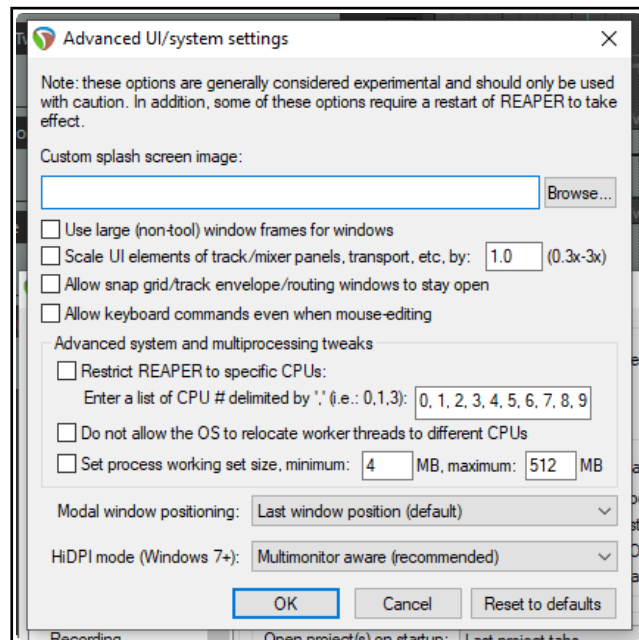 Advanced UI/system settings
Note: these options are generally considered experimental and should only be used
with caution. In addition, some of these options require a restart of REAPER to take
effect.
Custom splash screen image:
Browse...
Use large (non-tool) window frames for windows
Scale UI elements of track/mixer panels, transport, etc, by: 1.0 (0.3x-3x)
Allow snap grid/track envelope/routing windows to stay open
Allow keyboard commands even when mouse-editing
Advanced system and multiprocessing tweaks
Restrict REAPER to specific CPUs:
Enter a list of CPU # delimited by ',' (i.e.: 0,1,3): 0, 1, 2, 3, 4, 5, 6, 7, 8, 9
Do not allow the OS to relocate worker threads to different CPUs
Set process working set size, minimum: 4 MB, maximum: 512 MB
Modal window positioning: Last window position (default)
HiDPI mode (Windows 7+): Multimonitor aware (recommended)
OK Cancel Reset to defaults
Recording Open project(s) on startup: Last project tabs